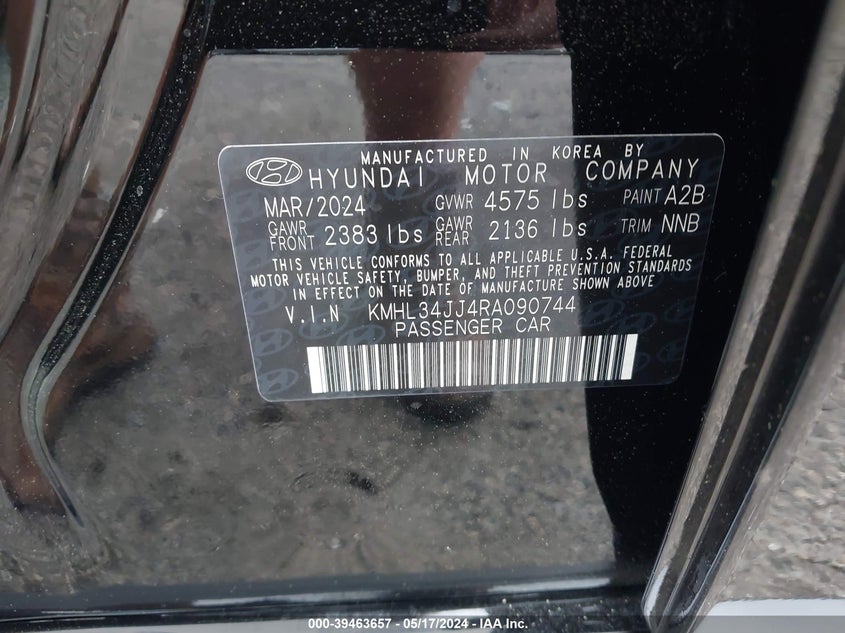 MANUFACTURED IN KOREA BY
HYUNDAI MOTOR COMPANY
MAR/2024 GVWR 4575 lbs PAINT A2B
GAWR FRONT 2383 lbs GAWR REAR 2136 lbs TRIM NNB
THIS VEHICLE CONFORMS TO ALL APPLICABLE U.S.A. FEDERAL
MOTOR VEHICLE SAFETY, BUMPER, AND THEFT PREVENTION STANDARDS
IN EFFECT ON THE DATE OF MANUFACTURE SHOWN ABOVE
V.I.N KMHL34JJ4RA090744
PASSENGER CAR
000-39463657 - 05/17/2024 - IAA Inc.